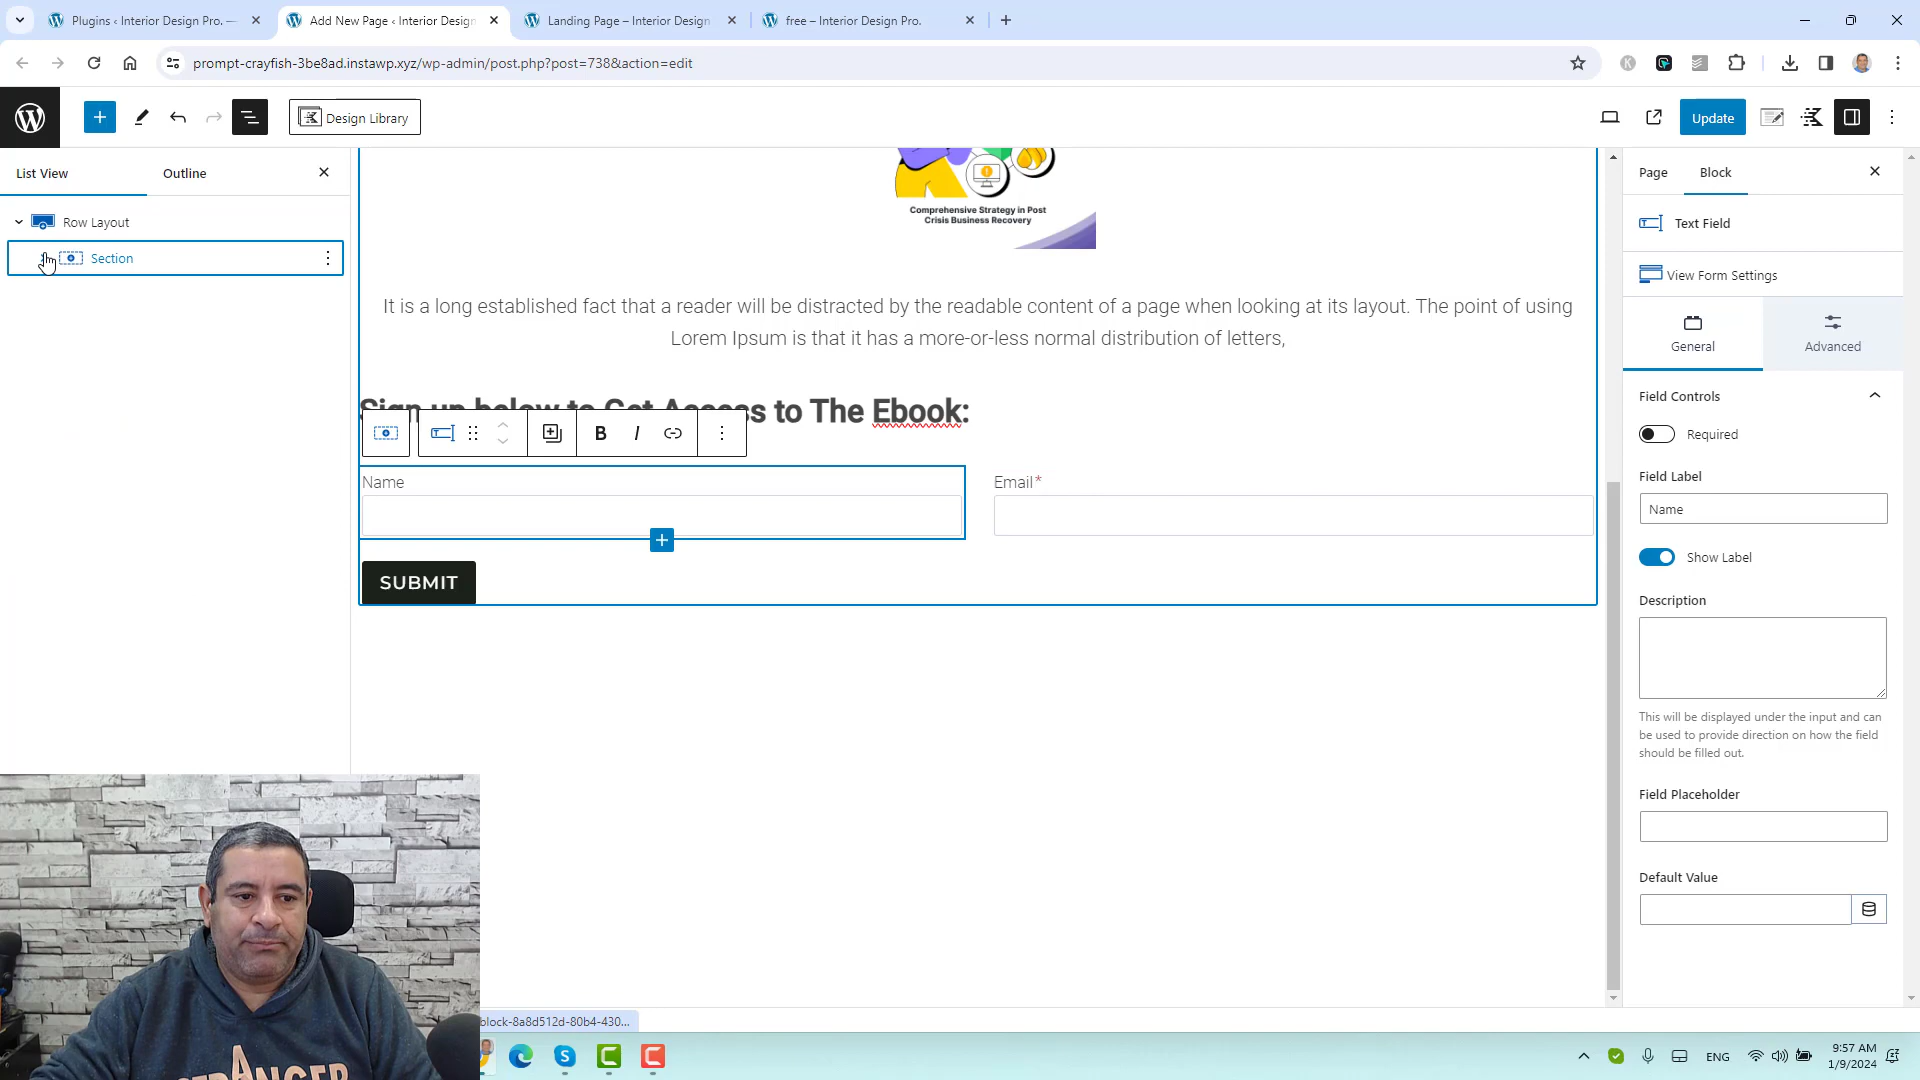 Plugins ‹ Interior Design Pro. —
Add New Page ‹ Interior Design
Landing Page – Interior Design
free – Interior Design Pro.
prompt-crayfish-3be8ad.instawp.xyz/wp-admin/post.php?post=738&action=edit
Design Library
Update
List View
Outline
Row Layout
Section
Comprehensive Strategy in Post
Crisis Business Recovery
It is a long established fact that a reader will be distracted by the readable content of a page when looking at its layout. The point of using
Lorem Ipsum is that it has a more-or-less normal distribution of letters,
Sign up below to Get Access to The Ebook:
B I
Name
Email*
SUBMIT
Page
Block
Text Field
View Form Settings
General
Advanced
Field Controls
Required
Field Label
Name
Show Label
Description
This will be displayed under the input and can
be used to provide direction on how the field
should be filled out.
Field Placeholder
Default Value
block-8a8d512d-80b4-430...
ENG
9:57 AM
1/9/2024